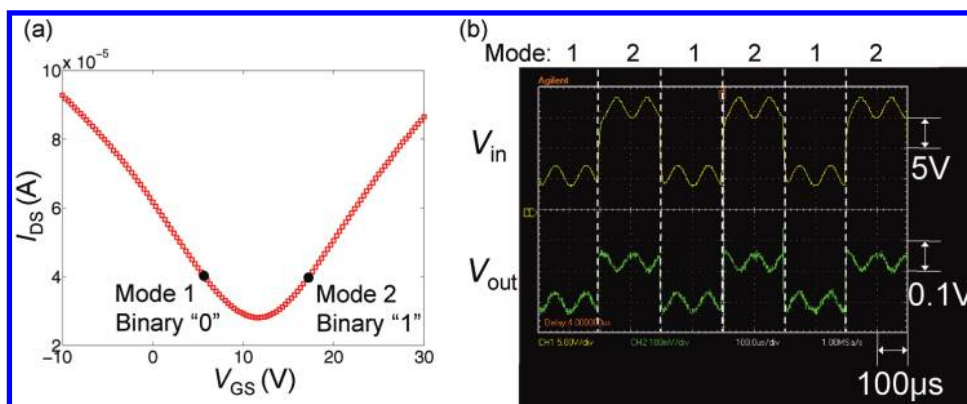 (a)
10 x 10⁻⁵
8
6
4
2
I_DS (A)
−10 0 10 20 30
V_GS (V)
Mode 1
Binary “0”
Mode 2
Binary “1”
(b)
Mode: 1 2 1 2 1 2
Agilent
V_in
5V
V_out
0.1V
CH1 5.00V/div CH2 100mV/div 100.0us/div 1.00MSa/s
100μs